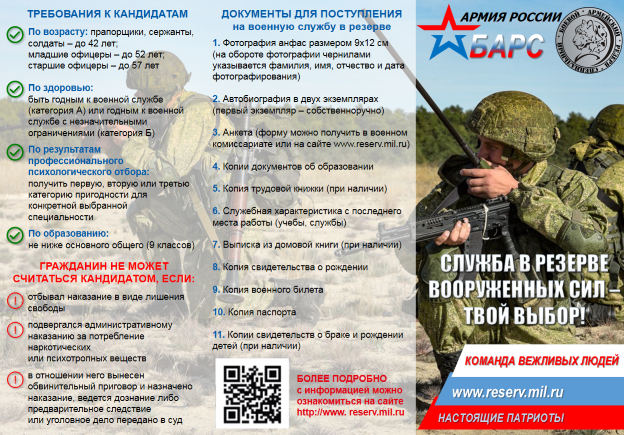 ТРЕБОВАНИЯ К КАНДИДАТАМ
По возрасту: прапорщики, сержанты,
солдаты – до 42 лет;
младшие офицеры – до 52 лет;
старшие офицеры – до 57 лет
По здоровью:
быть годным к военной службе
(категория А) или годным к военной
службе с незначительными
ограничениями (категория Б)
По результатам
профессионального
психологического отбора:
получить первую, вторую или третью
категорию пригодности для
конкретной выбранной
специальности
По образованию:
не ниже основного общего (9 классов)
ГРАЖДАНИН НЕ МОЖЕТ
СЧИТАТЬСЯ КАНДИДАТОМ, ЕСЛИ:
отбывал наказание в виде лишения
свободы
подвергался административному
наказанию за потребление
наркотических
или психотропных веществ
в отношении него вынесен
обвинительный приговор и назначено
наказание, ведется дознание либо
предварительное следствие
или уголовное дело передано в суд
ДОКУМЕНТЫ ДЛЯ ПОСТУПЛЕНИЯ
на военную службу в резерве
1. Фотография анфас размером 9х12 см
(на обороте фотографии чернилами
указывается фамилия, имя, отчество и дата
фотографирования)
2. Автобиография в двух экземплярах
(первый экземпляр – собственноручно)
3. Анкета (форму можно получить в военном
комиссариате или на сайте www.reserv.mil.ru)
4. Копии документов об образовании
5. Копия трудовой книжки (при наличии)
6. Служебная характеристика с последнего
места работы (учебы, службы)
7. Выписка из домовой книги (при наличии)
8. Копия свидетельства о рождении
9. Копия военного билета
10. Копия паспорта
11. Копии свидетельств о браке и рождении
детей (при наличии)
БОЛЕЕ ПОДРОБНО
с информацией можно
ознакомиться на сайте
http://www. reserv.mil.ru
АРМИЯ РОССИИ
БАРС
БОЕВОЙ АРМЕЙСКИЙ РЕЗЕРВ СПЕЦИАЛЬНЫЙ
СЛУЖБА В РЕЗЕРВЕ
ВООРУЖЕННЫХ СИЛ –
ТВОЙ ВЫБОР!
КОМАНДА ВЕЖЛИВЫХ ЛЮДЕЙ
www.reserv.mil.ru
НАСТОЯЩИЕ ПАТРИОТЫ